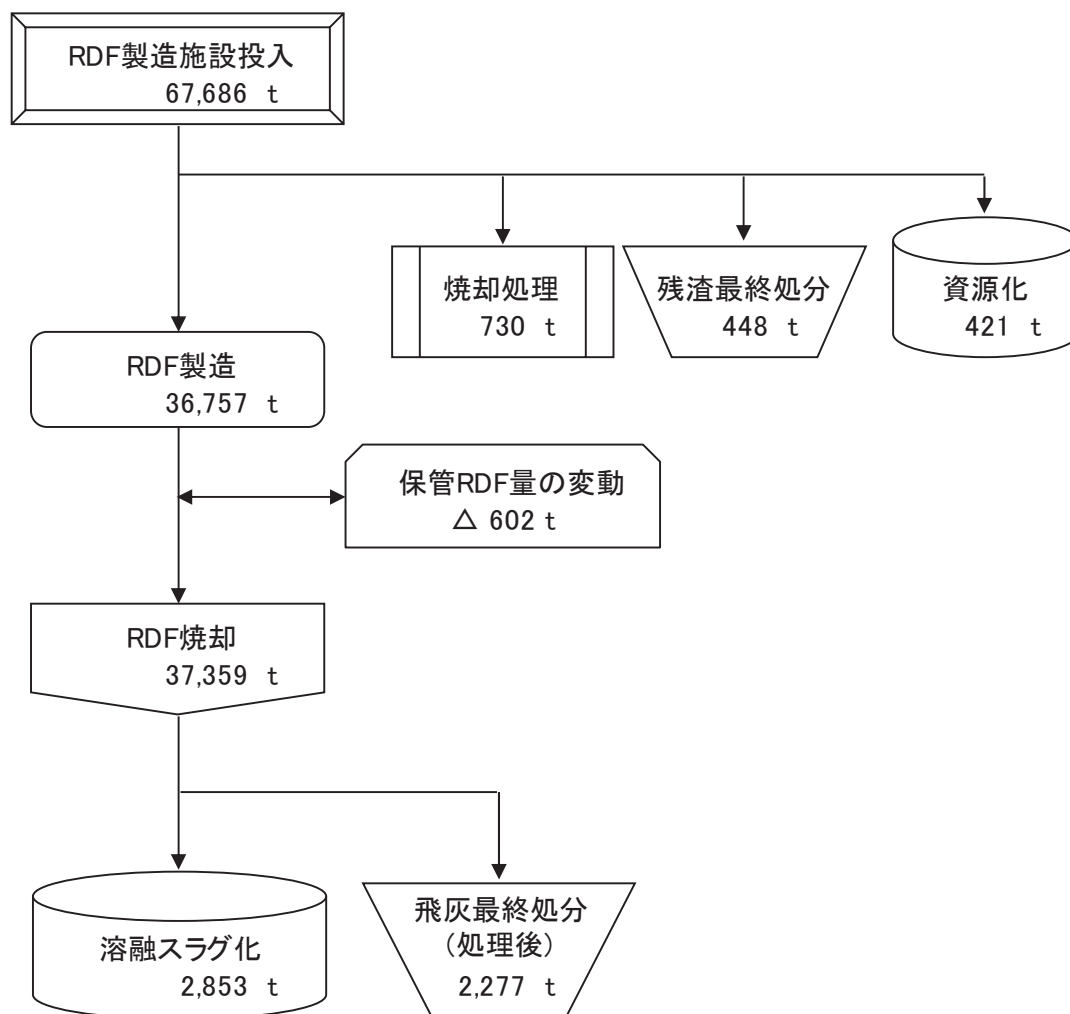 RDF製造施設投入
67,686 t
焼却処理
730 t
残渣最終処分
448 t
資源化
421 t
RDF製造
36,757 t
保管RDF量の変動
△ 602 t
RDF焼却
37,359 t
溶融スラグ化
2,853 t
飛灰最終処分
(処理後)
2,277 t